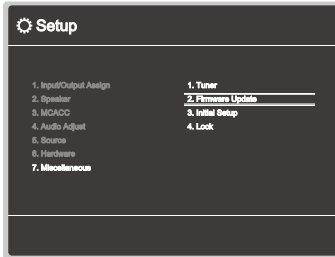 Setup
1. Input/Output Assign
2. Speaker
3. MCACC
4. Audio Adjust
5. Source
6. Hardware
7. Miscellaneous
1. Tuner
2. Firmware Update
3. Initial Setup
4. Lock